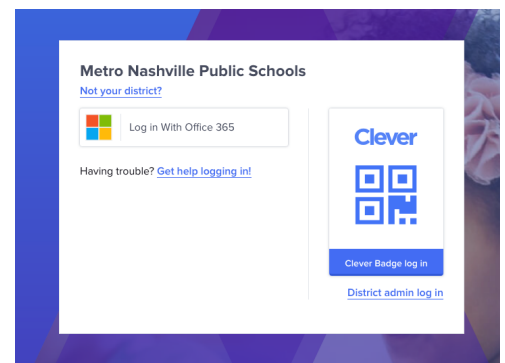 Metro Nashville Public Schools
Not your district?
Log in With Office 365
Having trouble? Get help logging in!
Clever
Clever Badge log in
District admin log in